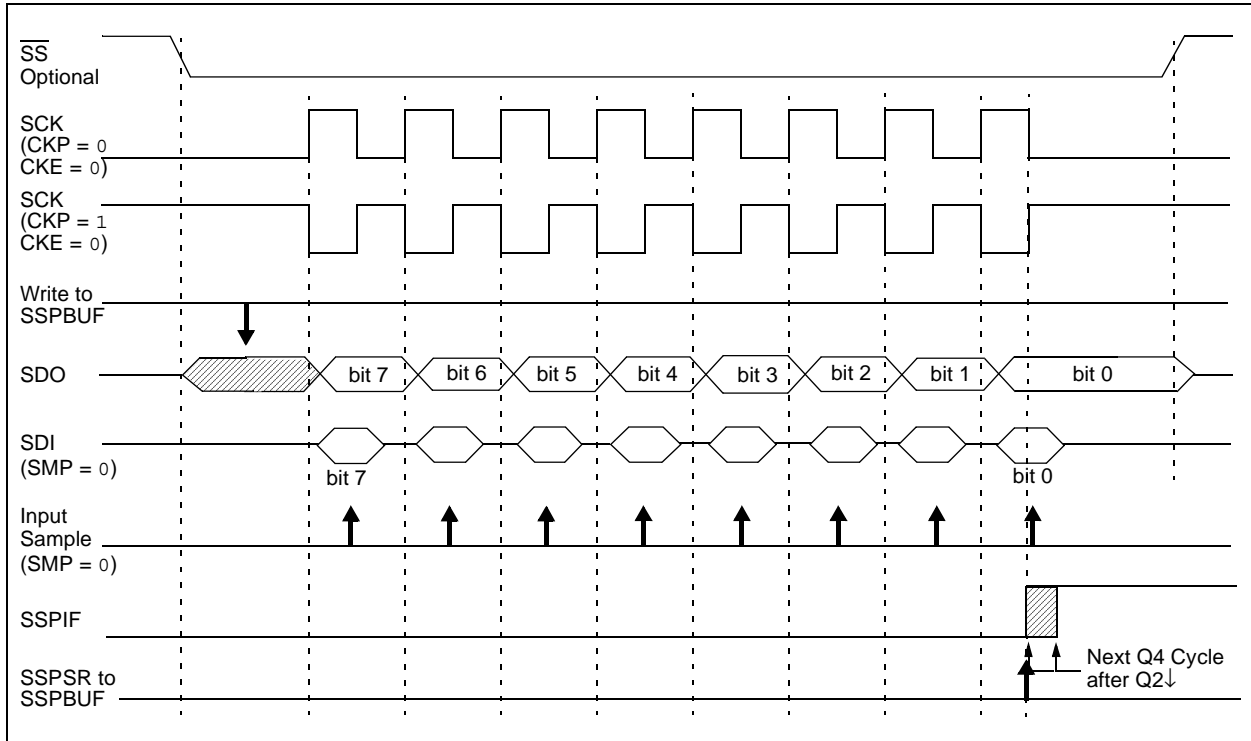 SS
Optional
SCK
(CKP = 0
CKE = 0)
SCK
(CKP = 1
CKE = 0)
Write to
SSPBUF
SDO
bit 7
bit 6
bit 5
bit 4
bit 3
bit 2
bit 1
bit 0
SDI
(SMP = 0)
bit 7
bit 0
Input
Sample
(SMP = 0)
SSPIF
Next Q4 Cycle
after Q2↓
SSPSR to
SSPBUF